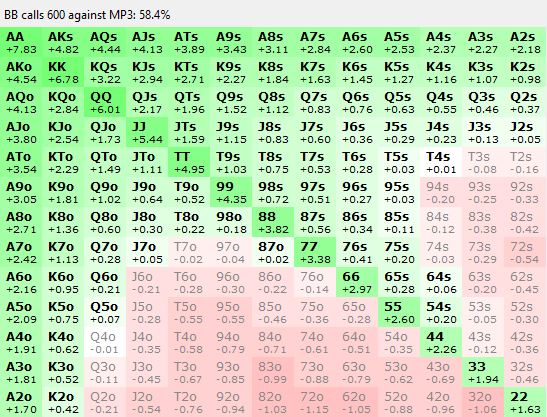 BB calls 600 against MP3: 58.4%
AA AKs AQs AJs ATs A9s A8s A7s A6s A5s A4s A3s A2s
+7.83 +4.82 +4.44 +4.13 +3.89 +3.43 +3.11 +2.84 +2.60 +2.53 +2.37 +2.27 +2.18
AKo KK KQs KJs KTs K9s K8s K7s K6s K5s K4s K3s K2s
+4.54 +6.78 +3.22 +2.94 +2.71 +2.27 +1.84 +1.63 +1.45 +1.27 +1.16 +1.07 +0.98
AQo KQo QQ QJs QTs Q9s Q8s Q7s Q6s Q5s Q4s Q3s Q2s
+4.13 +2.84 +6.01 +2.17 +1.96 +1.52 +1.12 +0.83 +0.76 +0.63 +0.55 +0.46 +0.37
AJo KJo QJo JJ JTs J9s J8s J7s J6s J5s J4s J3s J2s
+3.80 +2.54 +1.73 +5.44 +1.59 +1.15 +0.83 +0.60 +0.36 +0.29 +0.23 +0.13 +0.05
ATo KTo QTo JTo TT T9s T8s T7s T6s T5s T4s T3s T2s
+3.54 +2.29 +1.49 +1.11 +4.95 +1.03 +0.75 +0.53 +0.28 +0.03 +0.01 -0.08 -0.16
A9o K9o Q9o J9o T9o 99 98s 97s 96s 95s 94s 93s 92s
+3.05 +1.81 +1.02 +0.64 +0.52 +4.35 +0.72 +0.51 +0.27 +0.03 -0.20 -0.25 -0.33
A8o K8o Q8o J8o T8o 98o 88 87s 86s 85s 84s 83s 82s
+2.71 +1.36 +0.60 +0.30 +0.22 +0.18 +3.82 +0.56 +0.34 +0.11 -0.12 -0.38 -0.42
A7o K7o Q7o J7o T7o 97o 87o 77 76s 75s 74s 73s 72s
+2.42 +1.13 +0.28 +0.05 -0.02 -0.04 +0.02 +3.38 +0.41 +0.20 -0.03 -0.29 -0.54
A6o K6o Q6o J6o T6o 96o 86o 76o 66 65s 64s 63s 62s
+2.16 +0.95 +0.21 -0.21 -0.28 -0.30 -0.22 -0.14 +2.97 +0.28 +0.06 -0.20 -0.45
A5o K5o Q5o J5o T5o 95o 85o 75o 65o 55 54s 53s 52s
+2.09 +0.75 +0.07 -0.28 -0.55 -0.55 -0.46 -0.36 -0.28 +2.60 +0.20 -0.05 -0.30
A4o K4o Q4o J4o T4o 94o 84o 74o 64o 54o 44 43s 42s
+1.91 +0.62 -0.01 -0.35 -0.58 -0.79 -0.71 -0.61 -0.51 -0.35 +2.26 -0.12 -0.36
A3o K3o Q3o J3o T3o 93o 83o 73o 63o 53o 43o 33 32s
+1.81 +0.52 -0.11 -0.45 -0.67 -0.85 -0.99 -0.88 -0.79 -0.62 -0.69 +1.94 -0.46
A2o K2o Q2o J2o T2o 92o 82o 72o 62o 52o 42o 32o 22
+1.70 +0.42 -0.21 -0.54 -0.76 -0.94 -1.03 -1.15 -1.05 -0.88 -0.96 -1.06 +1.63